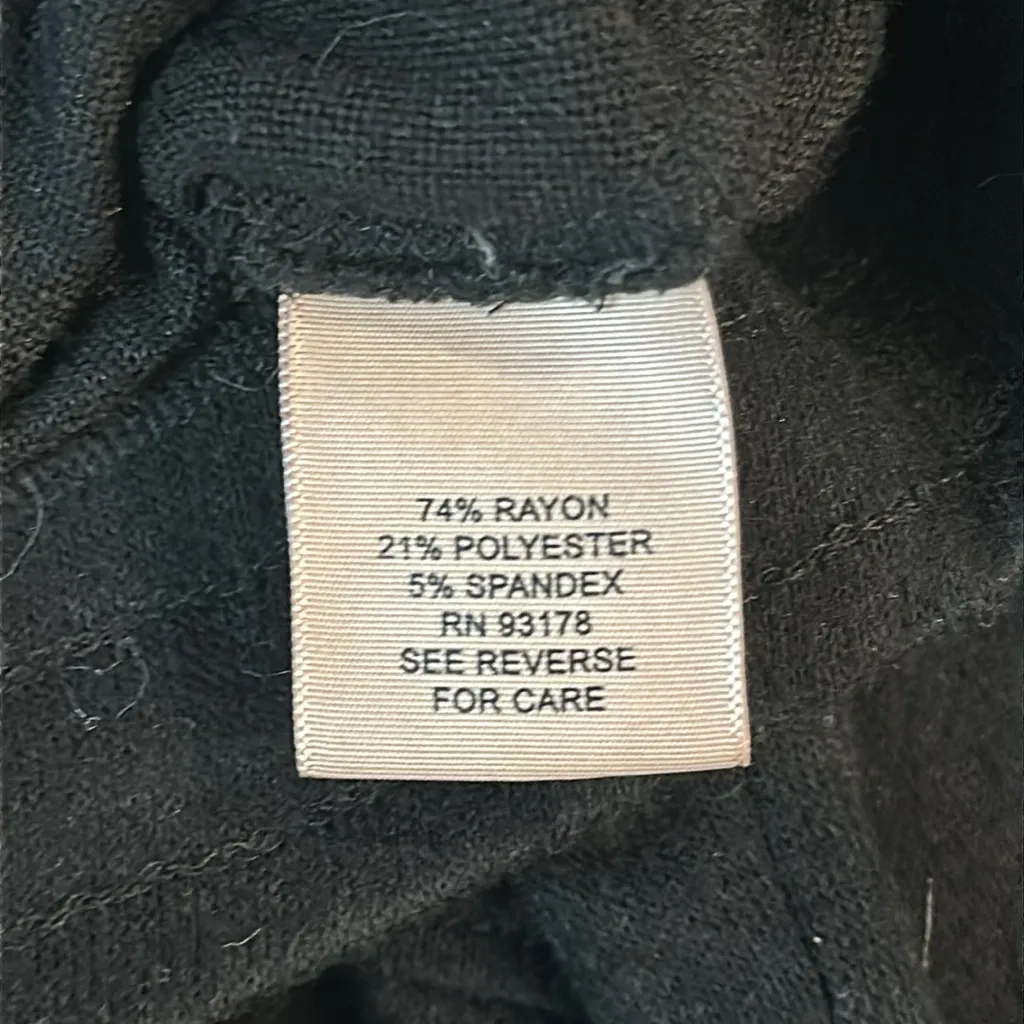 74% RAYON
21% POLYESTER
5% SPANDEX
RN 93178
SEE REVERSE
FOR CARE